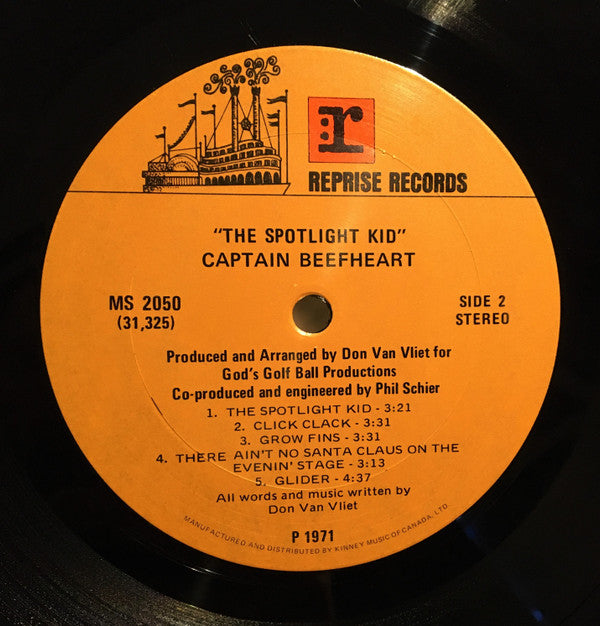 r
REPRISE RECORDS
"THE SPOTLIGHT KID"
CAPTAIN BEEFHEART
MS 2050
(31,325)
SIDE 2
STEREO
Produced and Arranged by Don Van Vliet for
God's Golf Ball Productions
Co-produced and engineered by Phil Schier
1. THE SPOTLIGHT KID - 3:21
2. CLICK CLACK - 3:31
3. GROW FINS - 3:31
4. THERE AIN'T NO SANTA CLAUS ON THE
EVENIN' STAGE - 3:13
5. GLIDER - 4:37
All words and music written by
Don Van Vliet
P 1971
MANUFACTURED AND DISTRIBUTED BY KINNEY MUSIC OF CANADA, LTD.